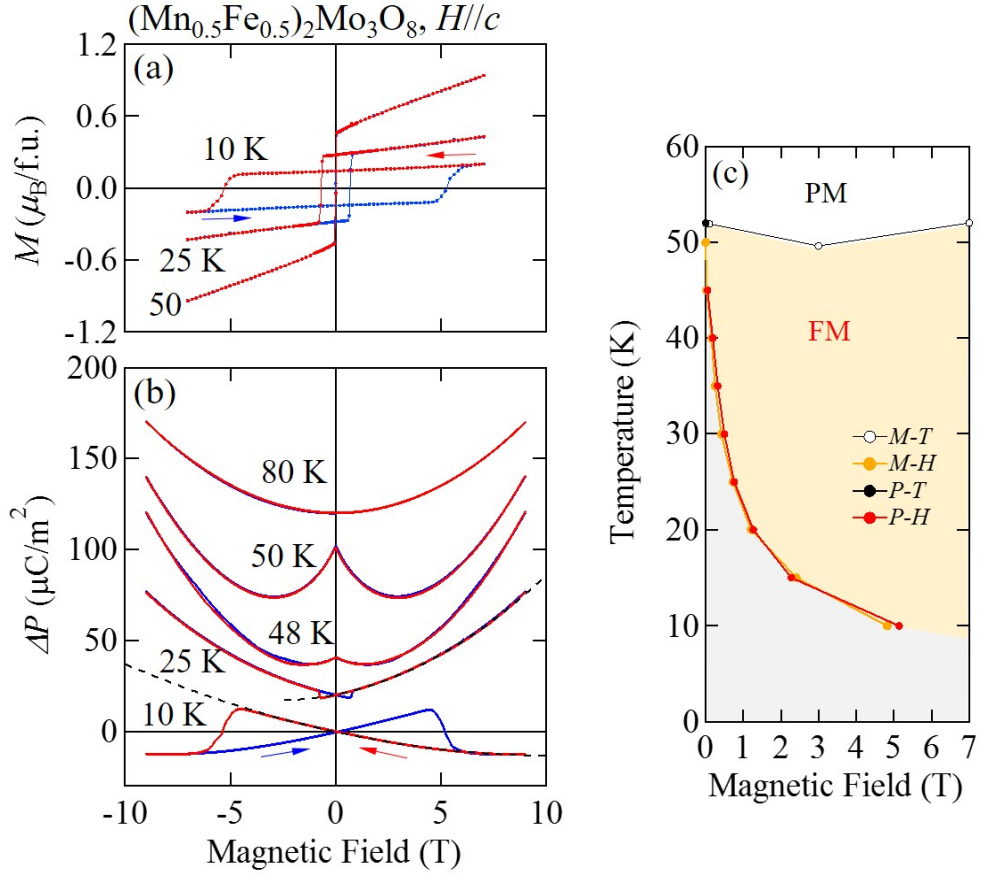 (Mn0.5Fe0.5)2Mo3O8, H//c
(a)
1.2
0.6
0.0
-0.6
-1.2
M (μB/f.u.)
10 K
25 K
50
(b)
200
150
100
50
0
ΔP (μC/m²)
80 K
50 K
48 K
25 K
10 K
-10
-5
0
5
10
Magnetic Field (T)
(c)
60
50
40
30
20
10
0
Temperature (K)
PM
FM
M-T
M-H
P-T
P-H
0
1
2
3
4
5
6
7
Magnetic Field (T)